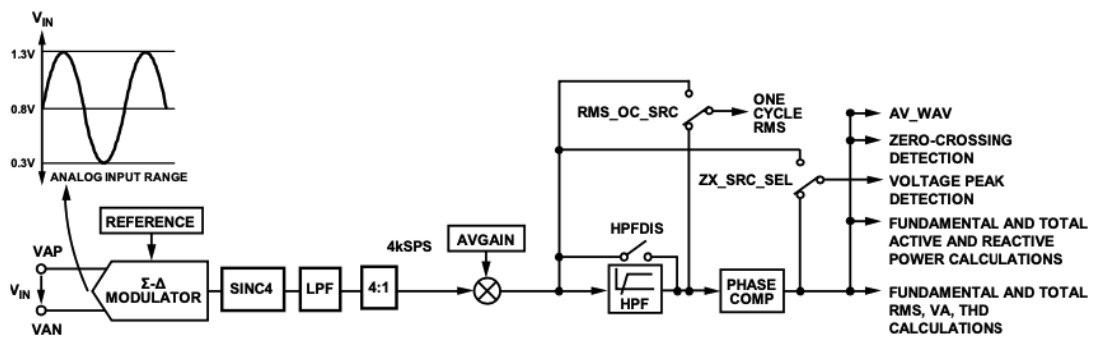 VIN
1.3V
0.8V
0.3V
ANALOG INPUT RANGE
REFERENCE
VAP
VIN
VAN
Σ-Δ
MODULATOR
SINC4
LPF
4:1
4kSPS
AVGAIN
RMS_OC_SRC
ONE
CYCLE
RMS
ZX_SRC_SEL
HPFDIS
HPF
PHASE
COMP
AV_WAV
ZERO-CROSSING
DETECTION
VOLTAGE PEAK
DETECTION
FUNDAMENTAL AND TOTAL
ACTIVE AND REACTIVE
POWER CALCULATIONS
FUNDAMENTAL AND TOTAL
RMS, VA, THD
CALCULATIONS